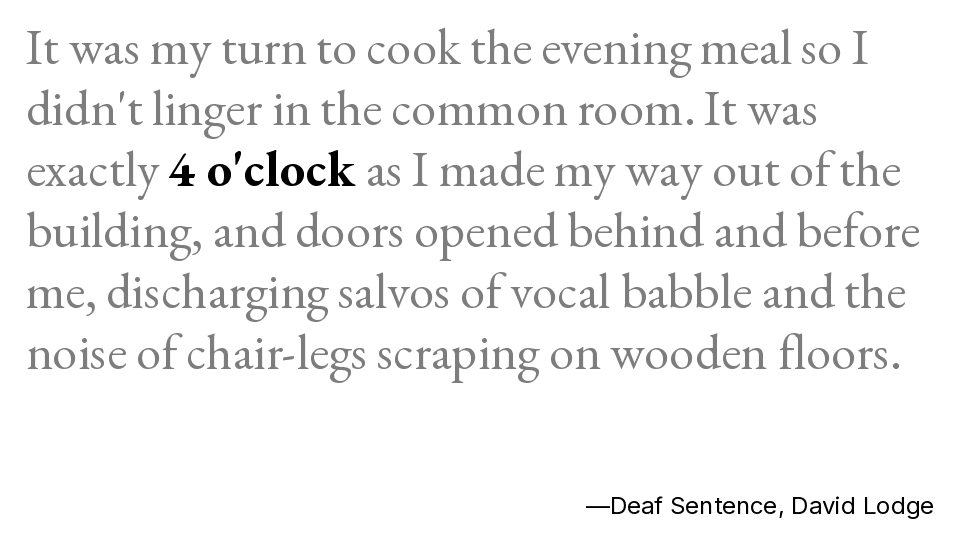 It was my turn to cook the evening meal so I
didn't linger in the common room. It was
exactly 4 o'clock as I made my way out of the
building, and doors opened behind and before
me, discharging salvos of vocal babble and the
noise of chair-legs scraping on wooden floors.
—Deaf Sentence, David Lodge